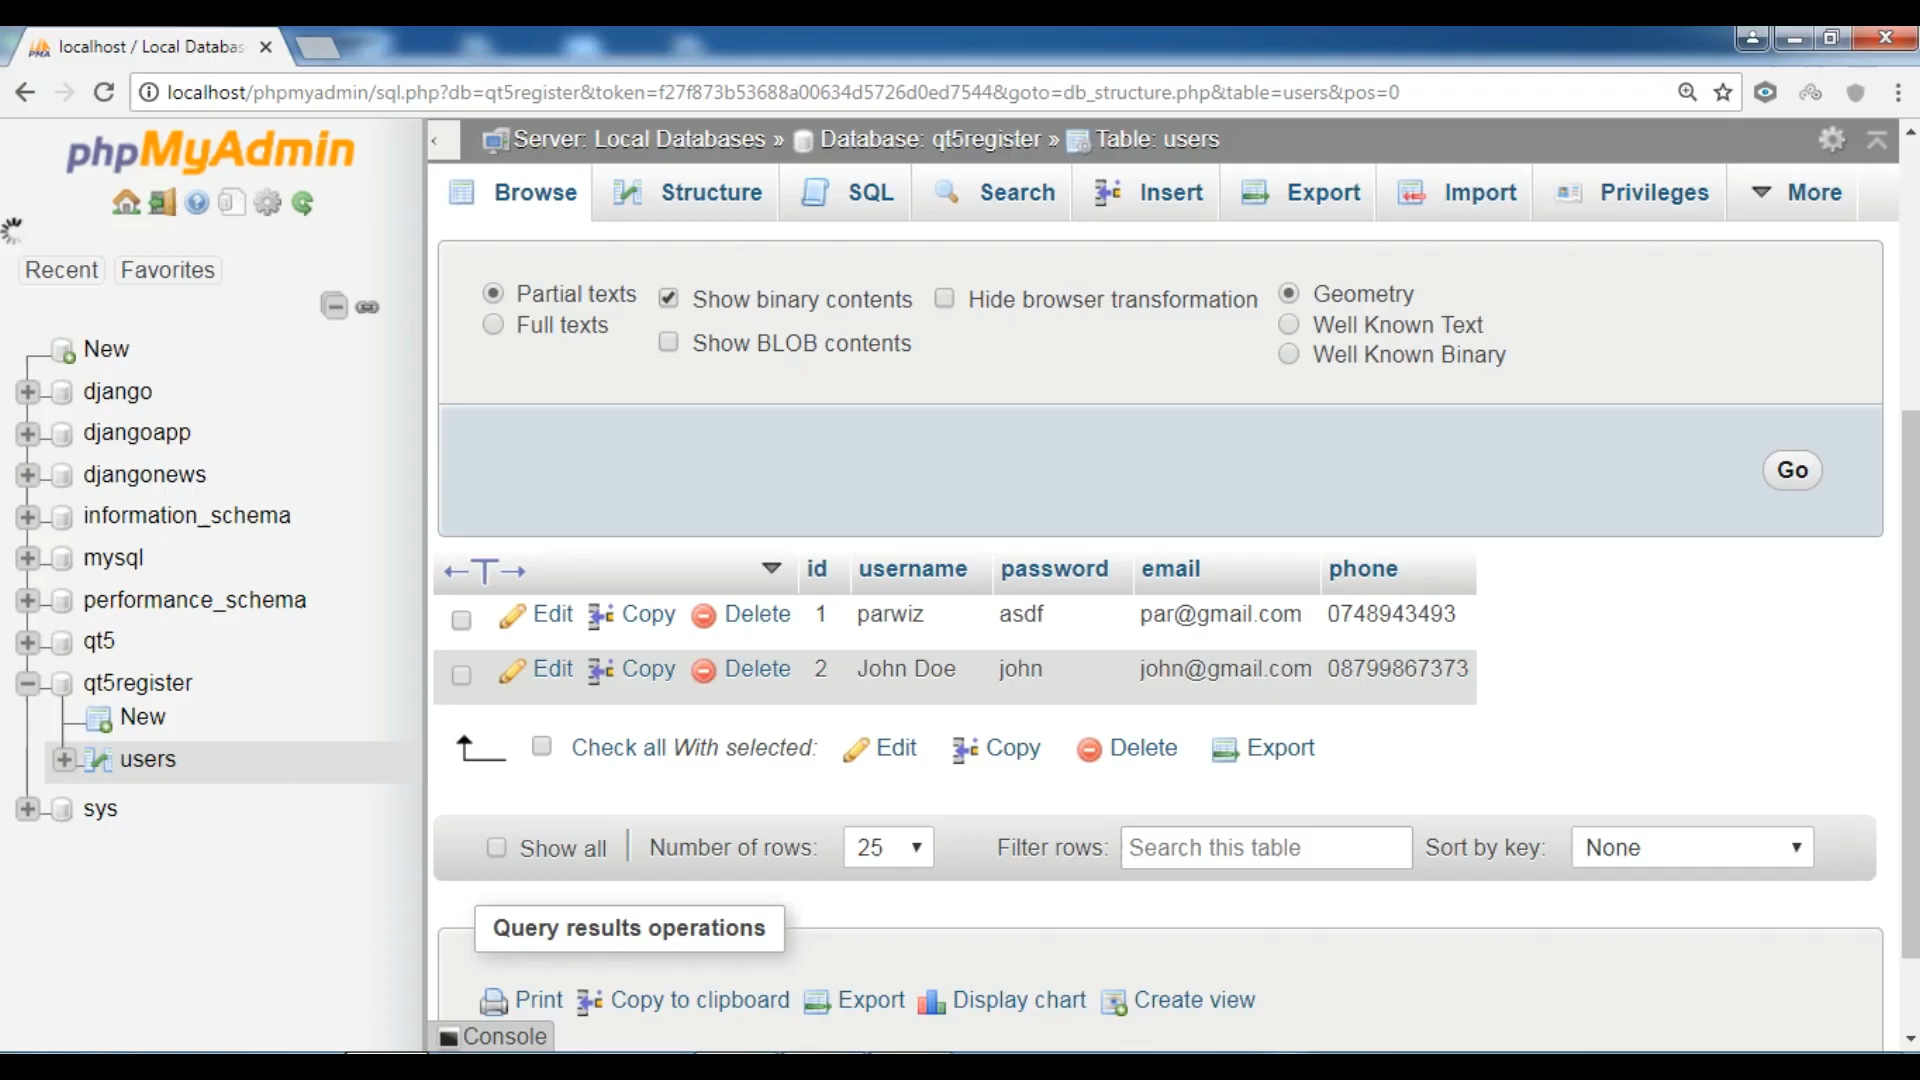 localhost / Local Databas
localhost/phpmyadmin/sql.php?db=qt5register&token=f27f873b53688a00634d5726d0ed7544&goto=db_structure.php&table=users&pos=0
phpMyAdmin
Recent Favorites
New
django
djangoapp
djangonews
information_schema
mysql
performance_schema
qt5
qt5register
New
users
sys
Server: Local Databases » Database: qt5register » Table: users
Browse Structure SQL Search Insert Export Import Privileges More
Partial texts
Full texts
Show binary contents
Show BLOB contents
Hide browser transformation
Geometry
Well Known Text
Well Known Binary
Go
←T→ id username password email phone
Edit Copy Delete 1 parwiz asdf par@gmail.com 0748943493
Edit Copy Delete 2 John Doe john john@gmail.com 08799867373
Check all With selected: Edit Copy Delete Export
Show all Number of rows: 25 Filter rows: Search this table Sort by key: None
Query results operations
Print Copy to clipboard Export Display chart Create view
Console